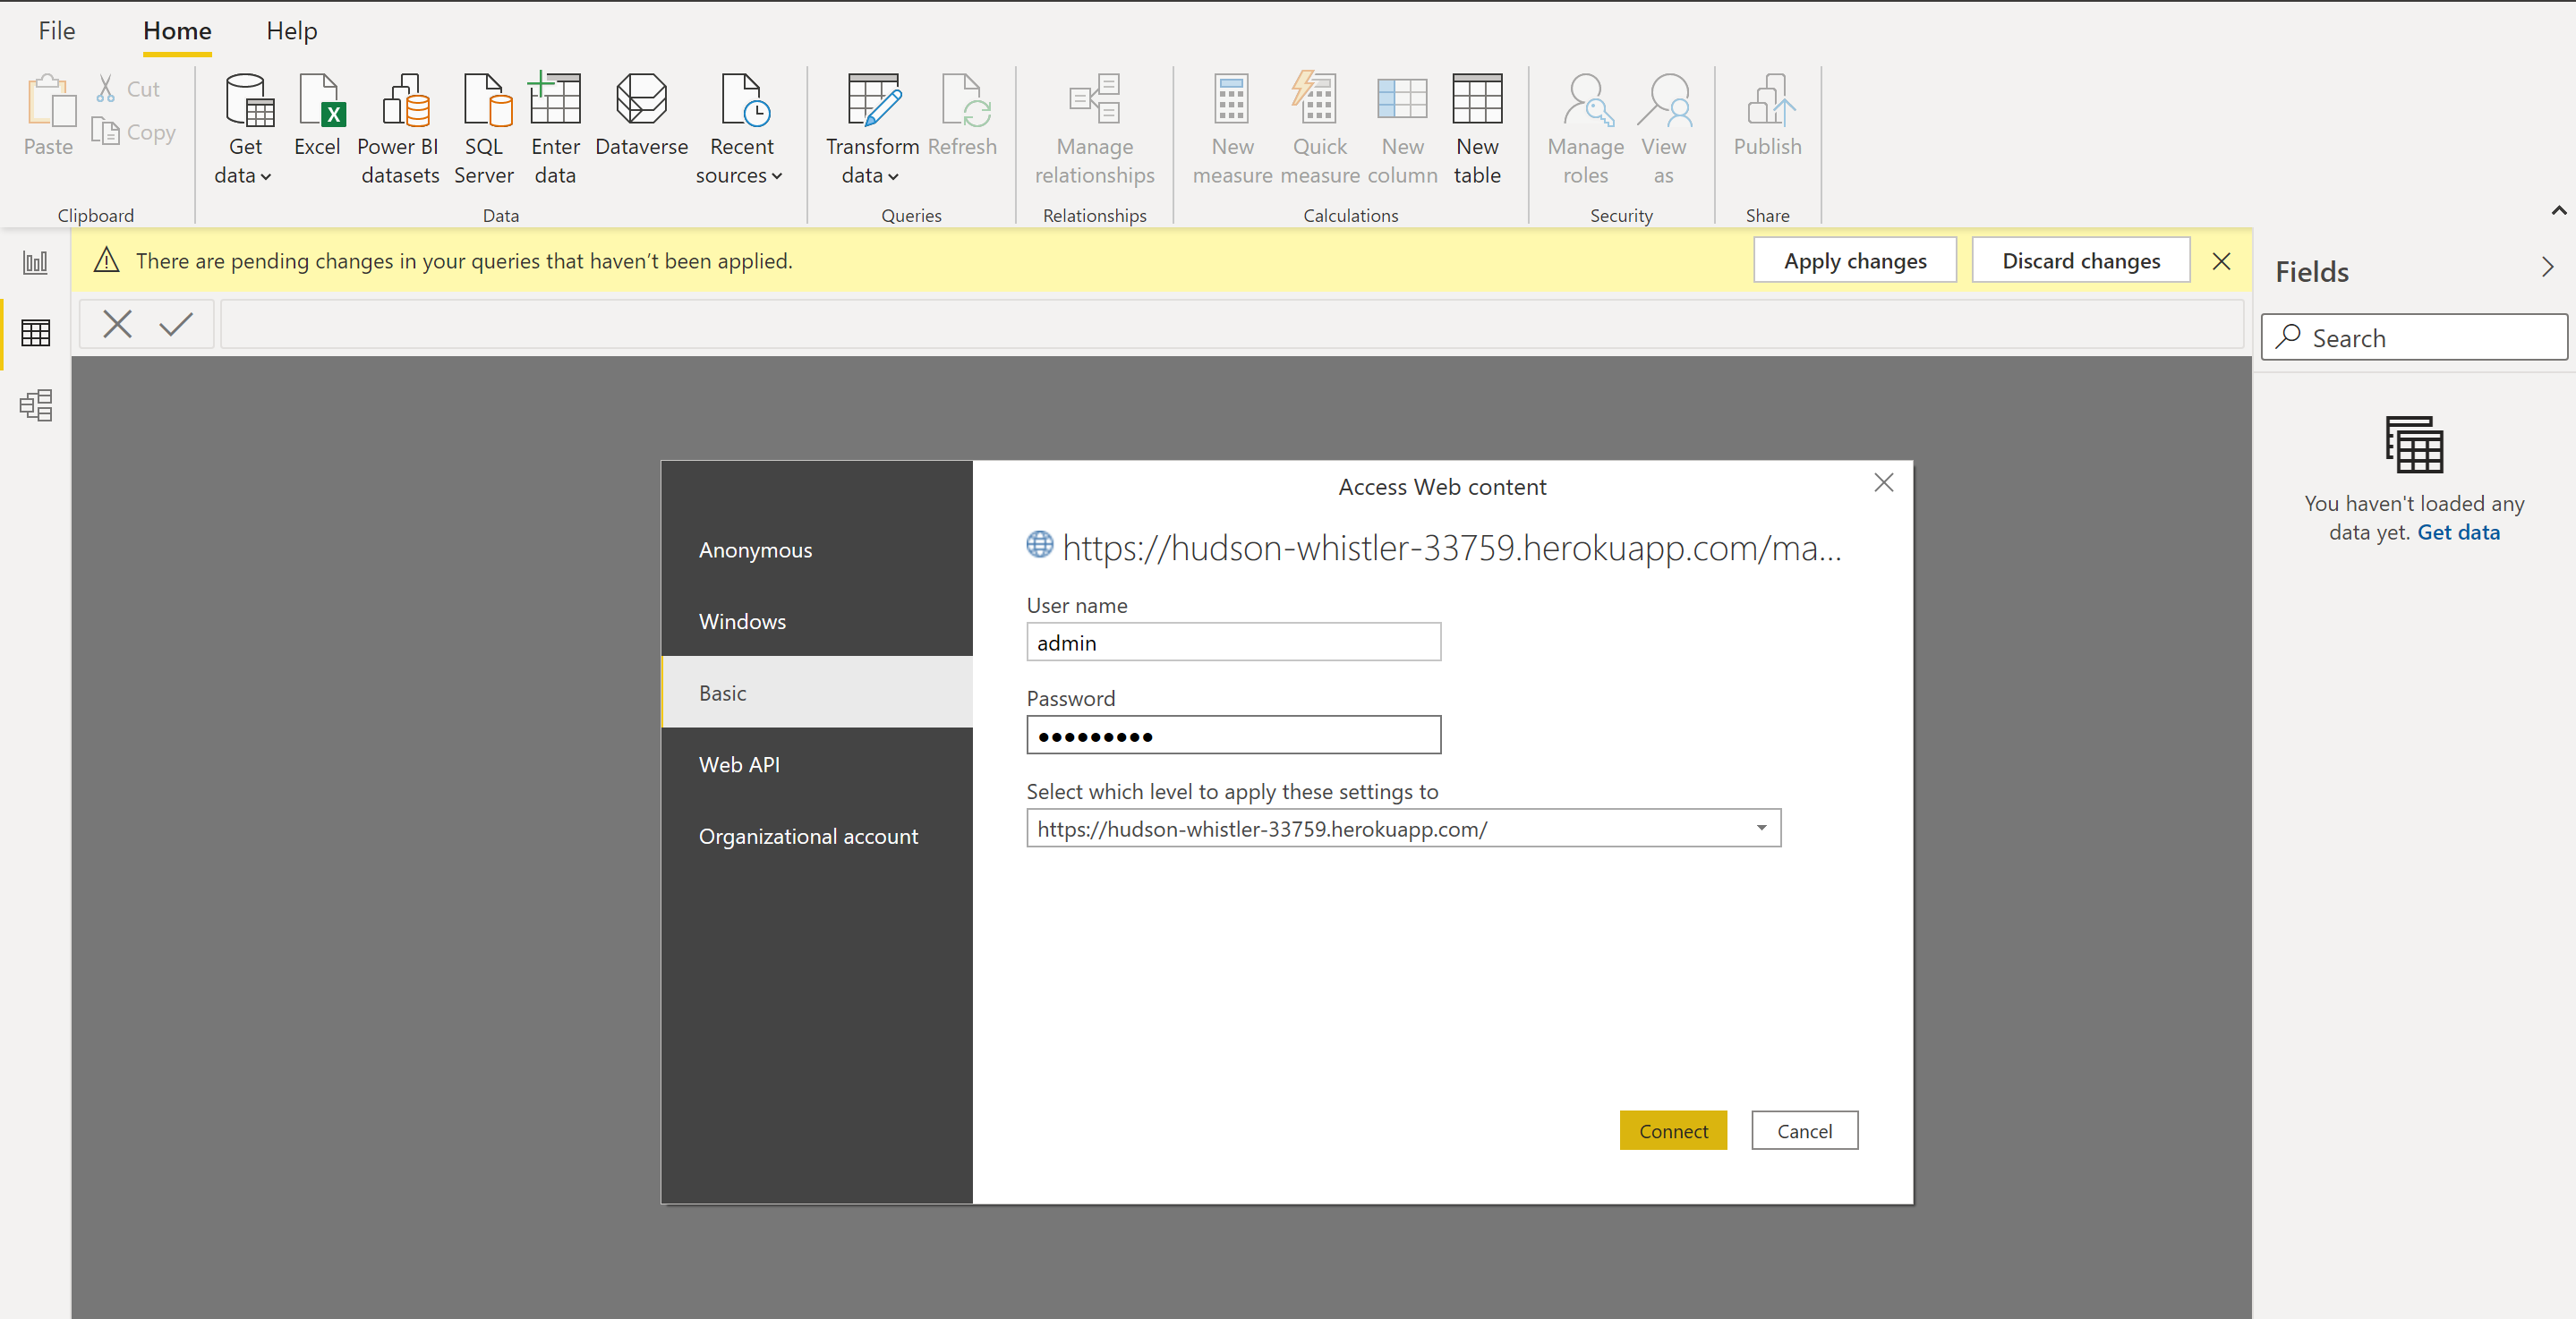 File Home Help
Paste
Cut
Copy
Clipboard
Get data
Excel
Power BI datasets
SQL Server
Enter data
Dataverse
Recent sources
Data
Transform data
Refresh
Queries
Manage relationships
Relationships
New measure
Quick measure
New column
New table
Calculations
Manage roles
View as
Security
Publish
Share
There are pending changes in your queries that haven't been applied.
Apply changes
Discard changes
Fields
Search
You haven't loaded any
data yet. Get data
Access Web content
Anonymous
Windows
Basic
Web API
Organizational account
https://hudson-whistler-33759.herokuapp.com/ma...
User name
admin
Password
Select which level to apply these settings to
https://hudson-whistler-33759.herokuapp.com/
Connect
Cancel